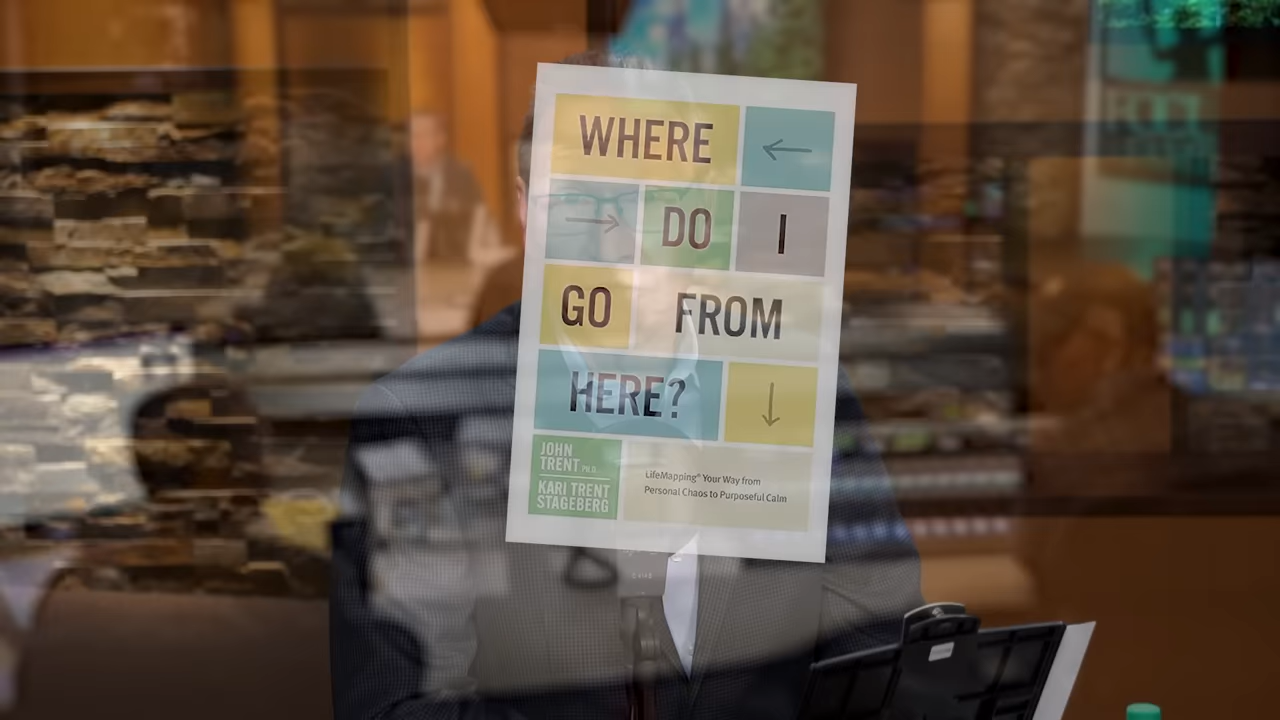 WHERE ←
→ DO I
GO FROM
HERE? ↓
JOHN
TRENT PH.D.
KARI TRENT
STAGEBERG
LifeMapping® Your Way from
Personal Chaos to Purposeful Calm